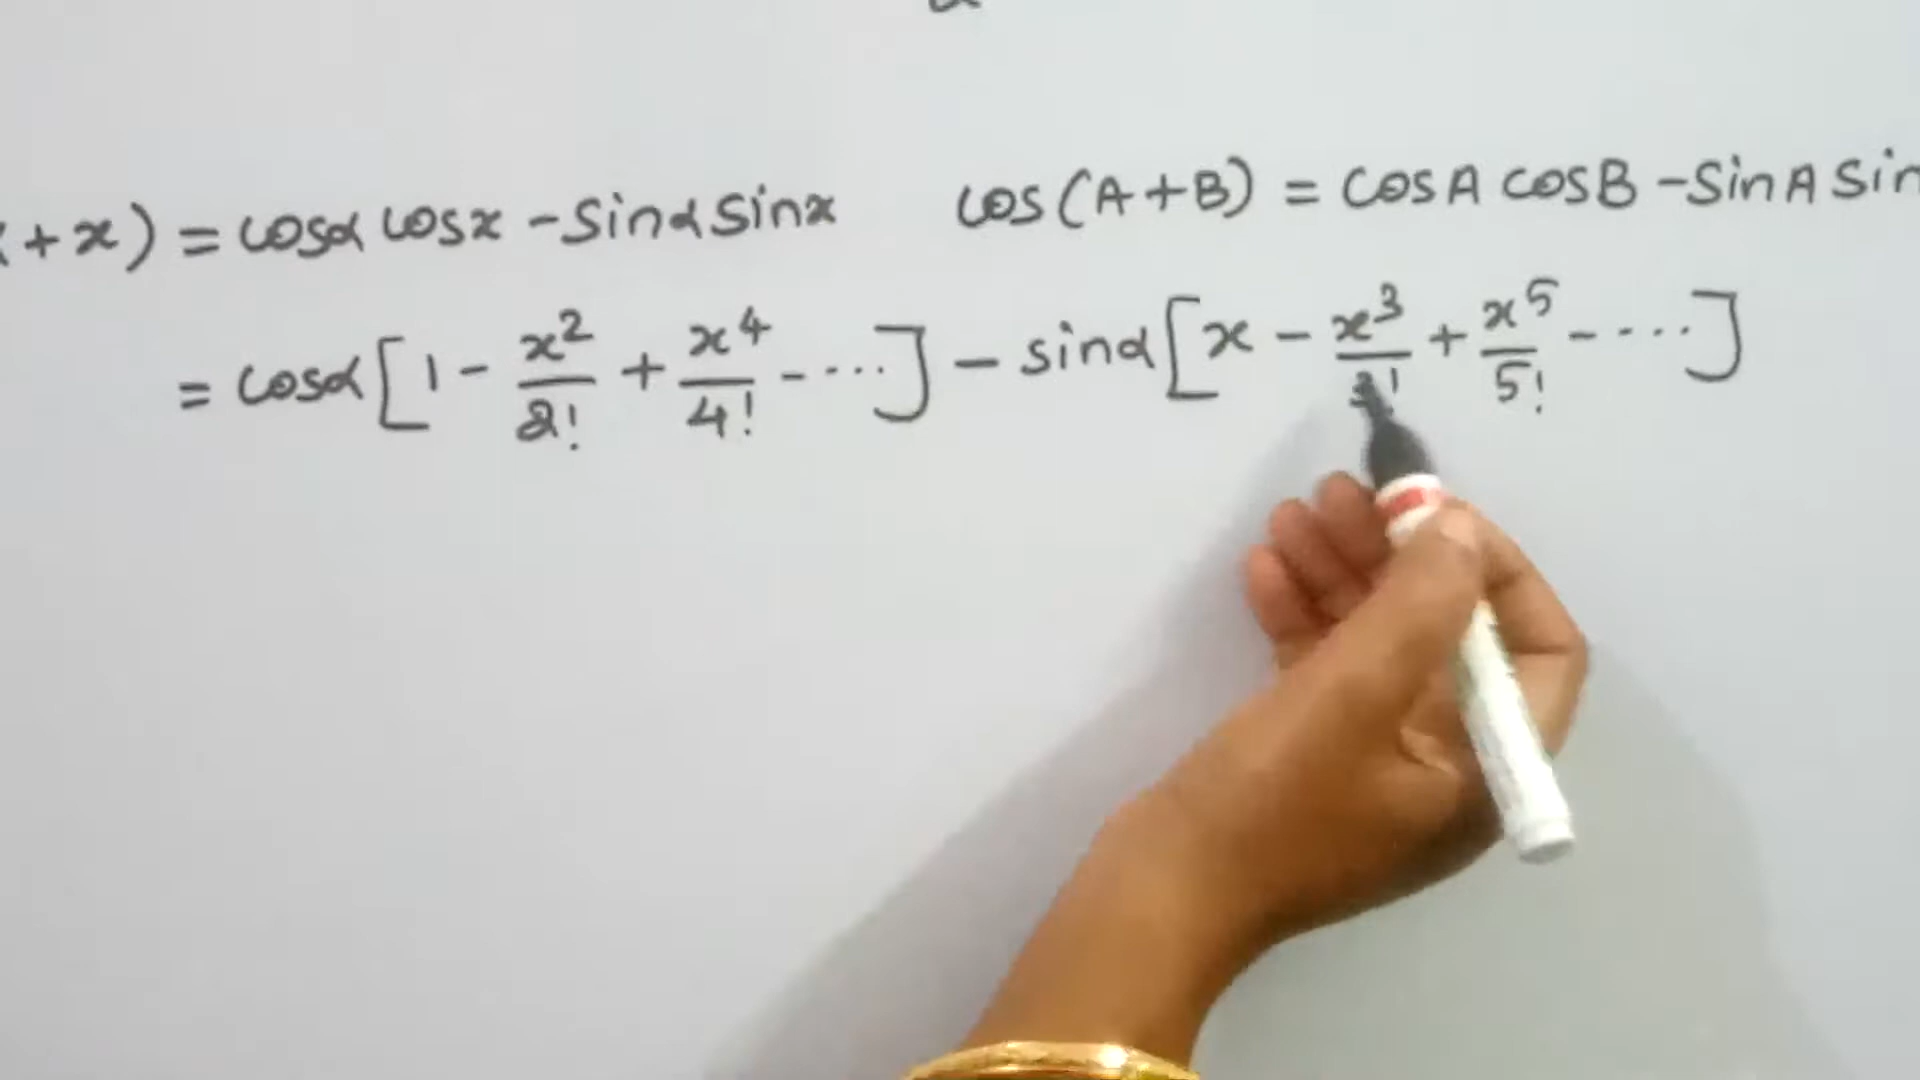 + x) = cosα cosx - sinα sinx    cos(A+B) = cosA cosB - sinA sin
= cosα [1 - x²/2! + x⁴/4! - ....] - sinα [x - x³/3! + x⁵/5! - ....]